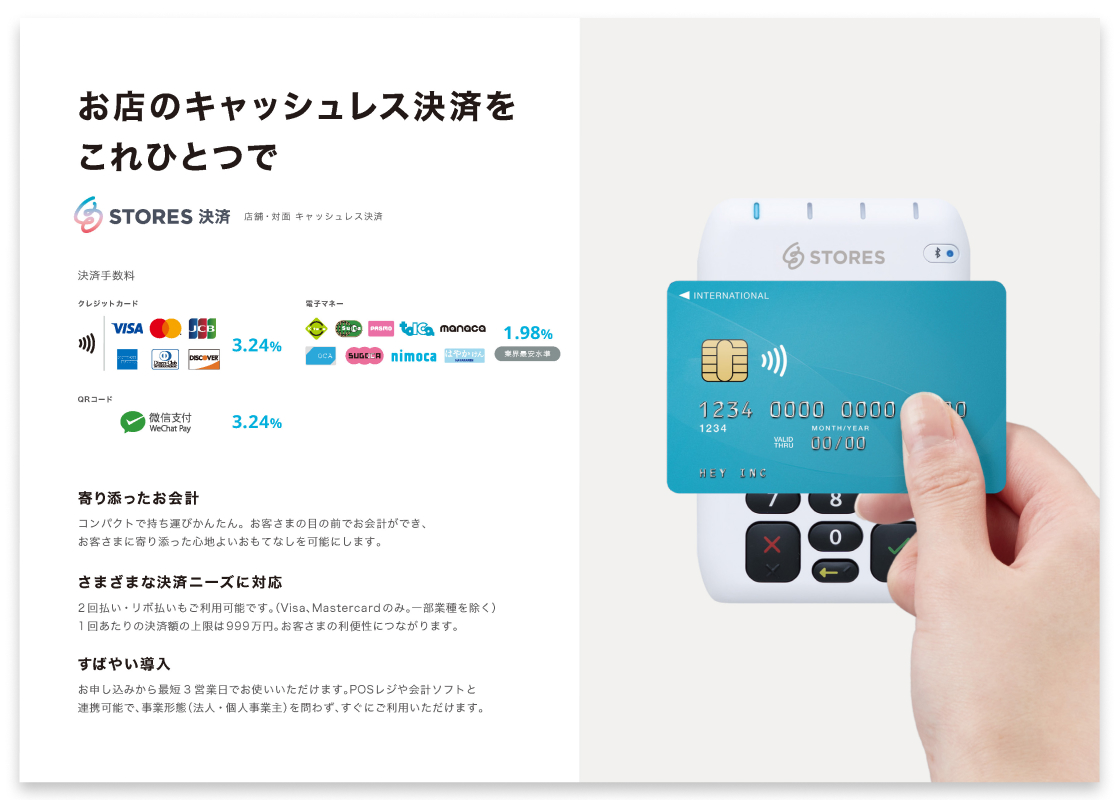 お店のキャッシュレス決済を
これひとつで
STORES 決済 店舗・対面 キャッシュレス決済
決済手数料
クレジットカード
VISA JCB
Diners Club DISCOVER
3.24%
電子マネー
Kitaca Suica PASMO toica manaca
ICOCA SUGOCA nimoca はやかけん
1.98%
業界最安水準
QRコード
微信支付
WeChat Pay
3.24%
寄り添ったお会計
コンパクトで持ち運びかんたん。お客さまの目の前でお会計ができ、
お客さまに寄り添った心地よいおもてなしを可能にします。
さまざまな決済ニーズに対応
2回払い・リボ払いもご利用可能です。(Visa、Mastercardのみ。一部業種を除く)
1回あたりの決済額の上限は999万円。お客さまの利便性につながります。
すばやい導入
お申し込みから最短3営業日でお使いいただけます。POSレジや会計ソフトと
連携可能で、事業形態(法人・個人事業主)を問わず、すぐにご利用いただけます。
STORES
INTERNATIONAL
1234 0000 0000
1234
MONTH/YEAR
VALID
THRU
00/00
HEY INC
7 8
0